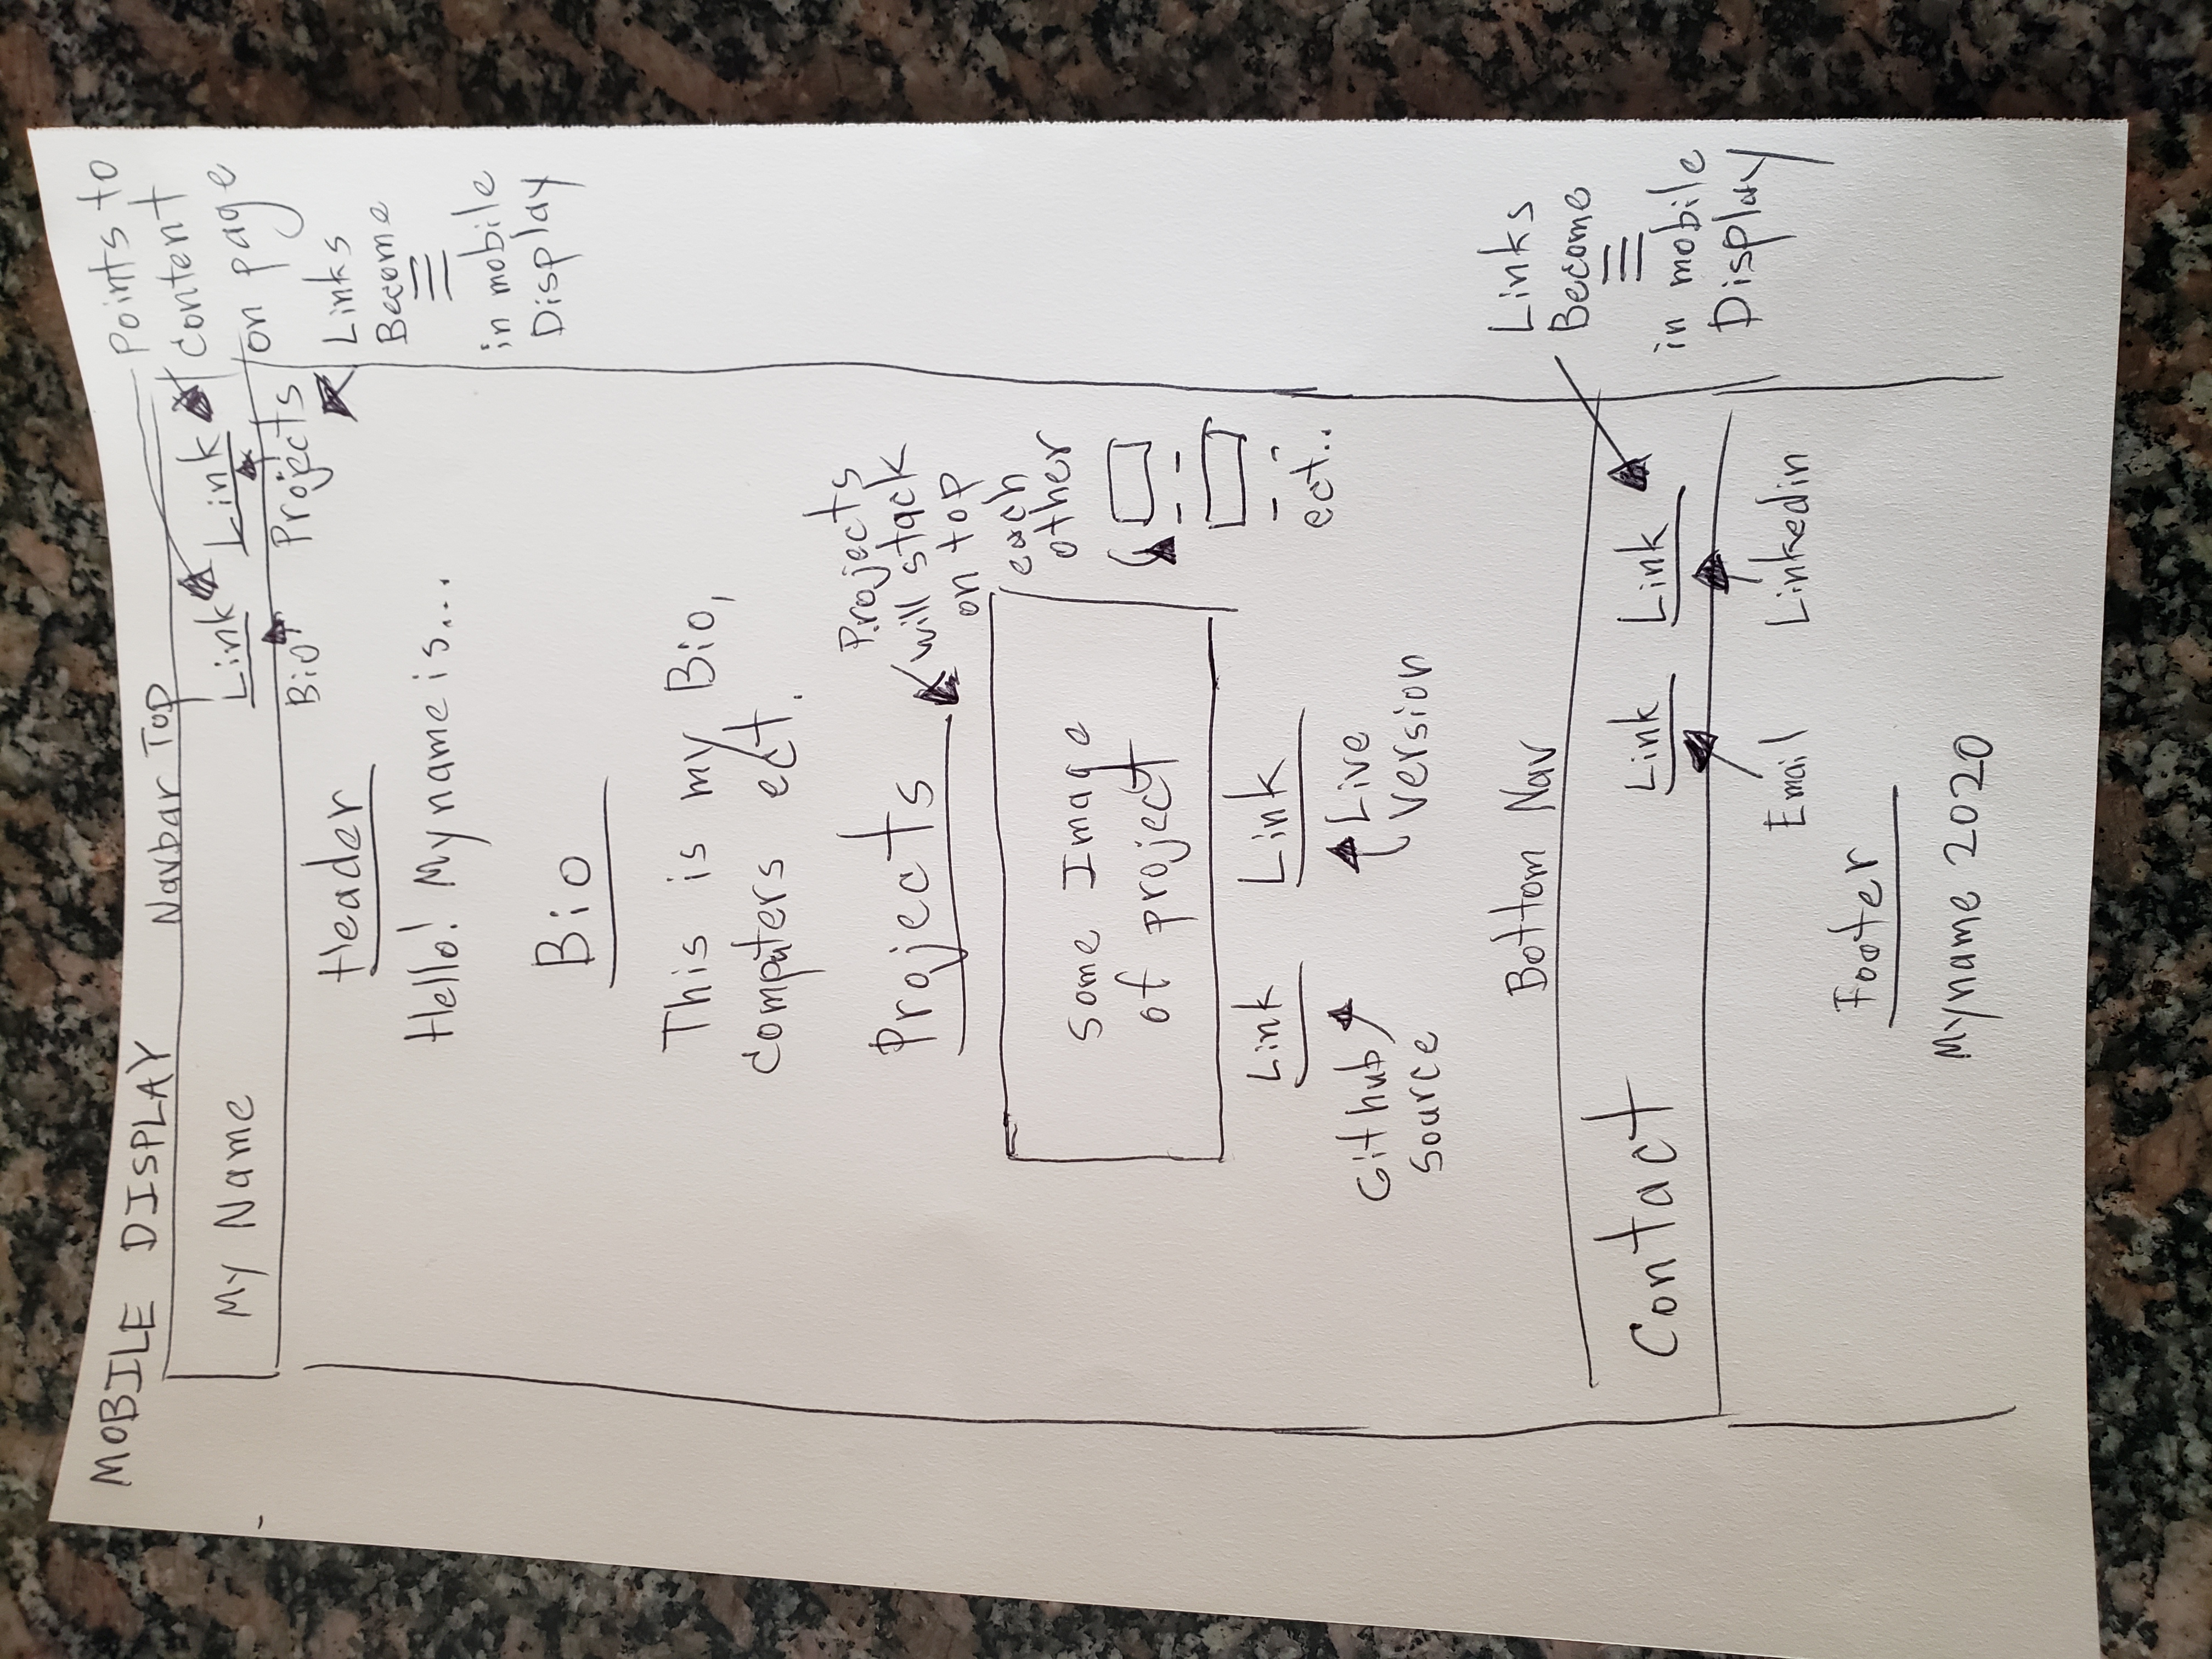 MOBILE DISPLAY
Navbar Top
My Name
Link
Link
Points to
content
on page
Bio
Projects
Links
Become
in mobile
Display
Header
Hello! My name is...
Bio
This is my Bio,
computers ect.
Projects
Projects
will stack
on top
each
other
ect..
Some Image
of project
Link
Link
Github
Source
Live
Version
Bottom Nav
Contact
Link
Link
Links
Become
in mobile
Display
Email
Linkedin
Footer
Myname 2020